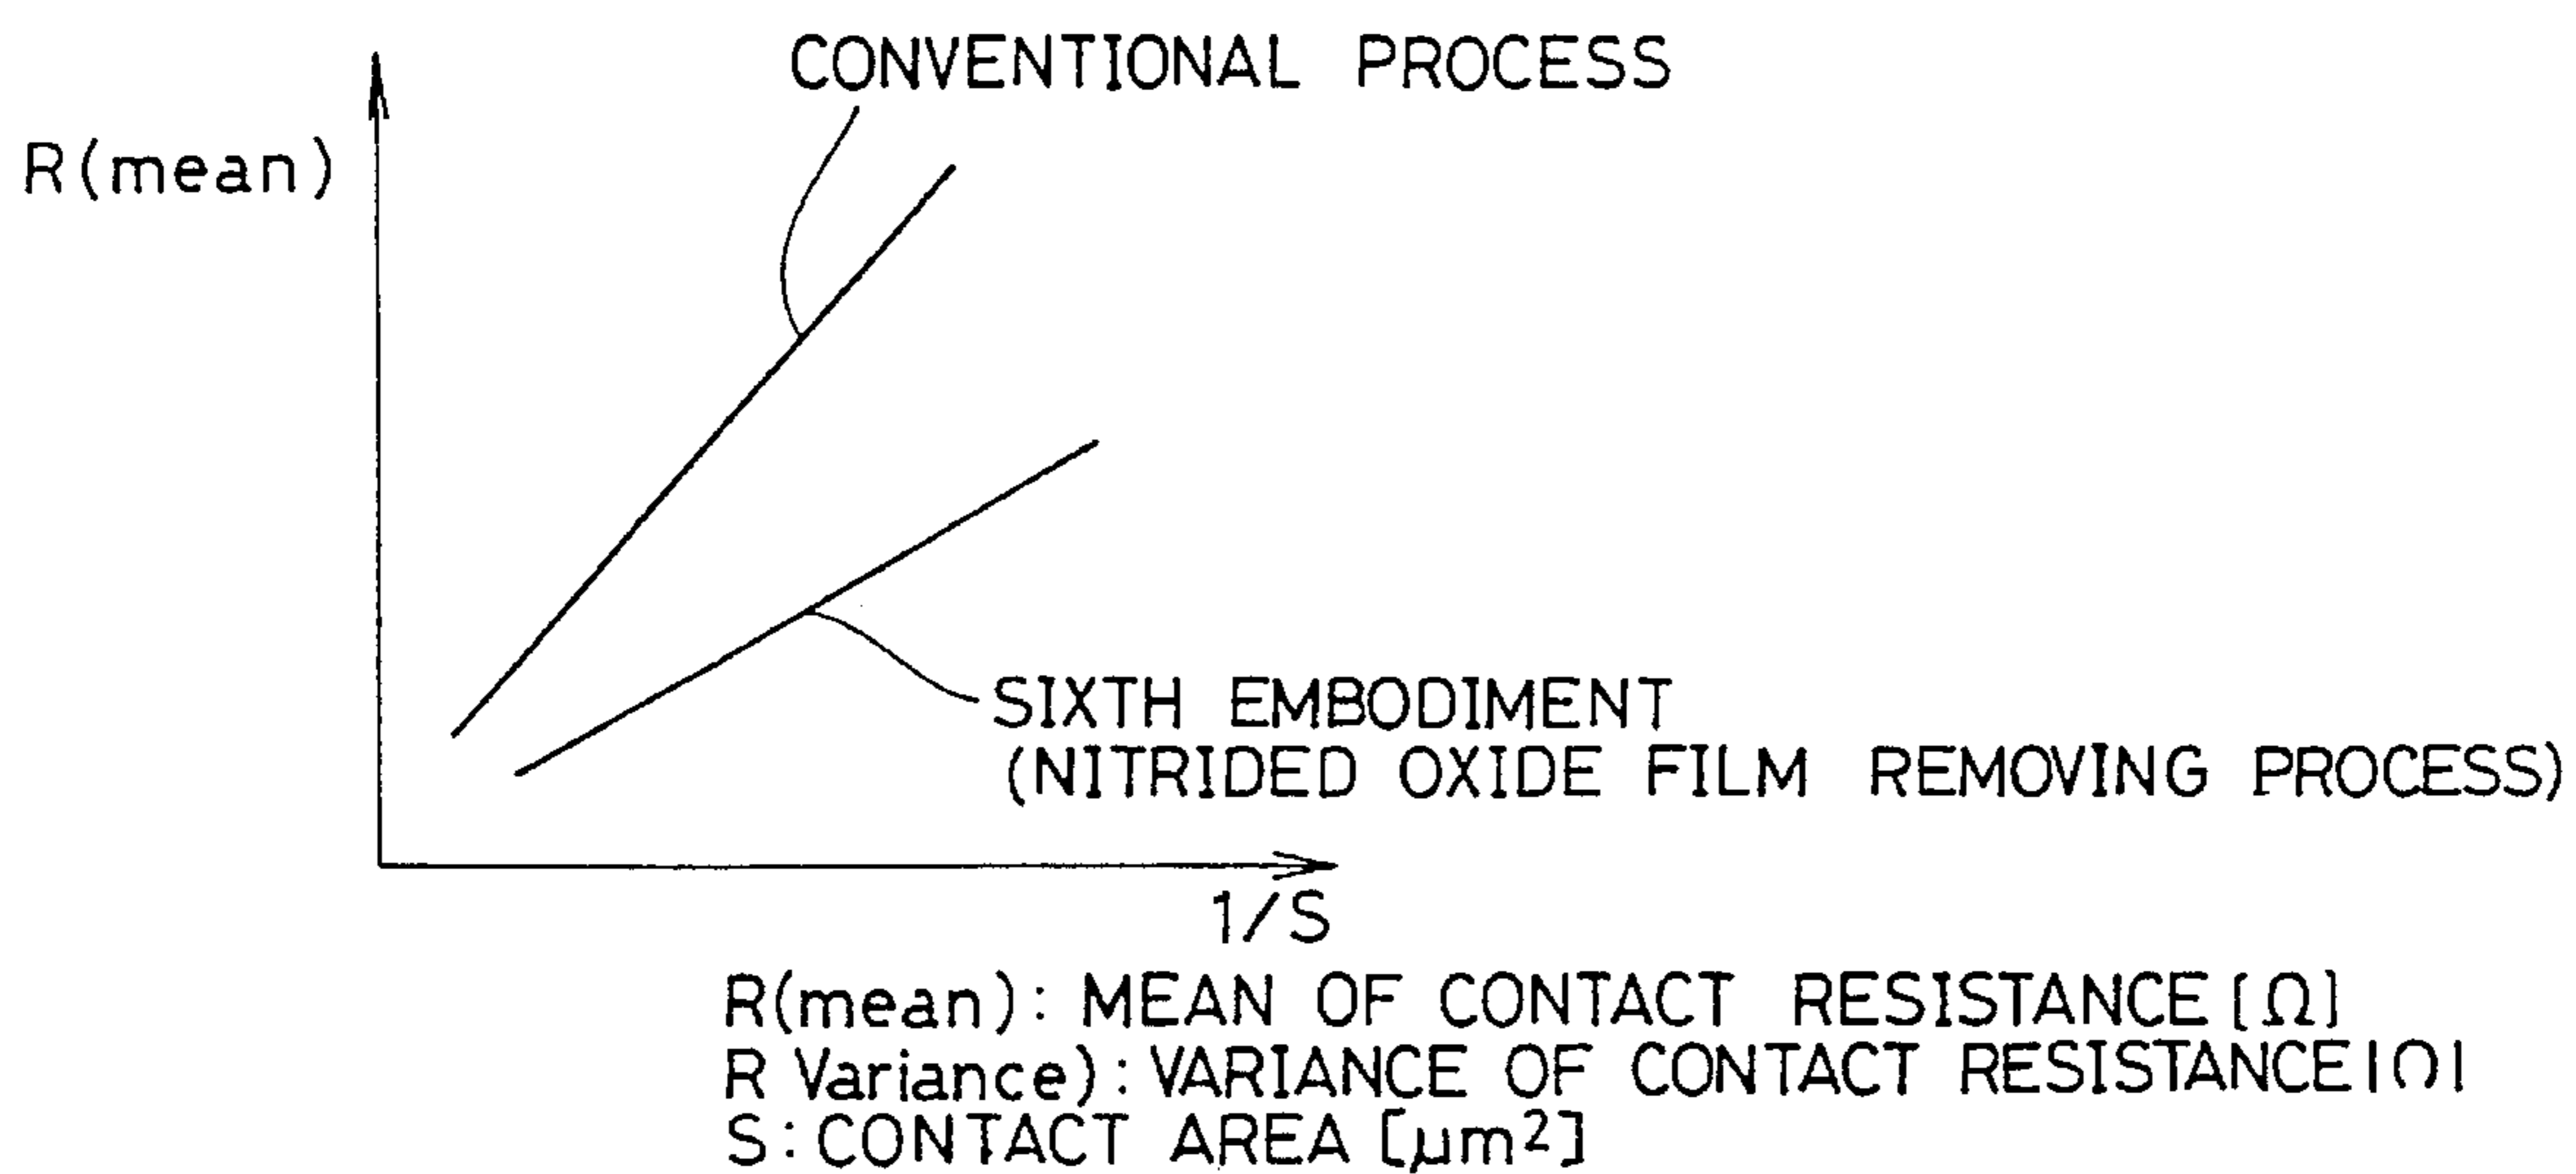 CONVENTIONAL PROCESS
R(mean)
SIXTH EMBODIMENT
(NITRIDED OXIDE FILM REMOVING PROCESS)
1/S
R(mean): MEAN OF CONTACT RESISTANCE [Ω]
R Variance): VARIANCE OF CONTACT RESISTANCE|Ω|
S: CONTACT AREA [μm²]